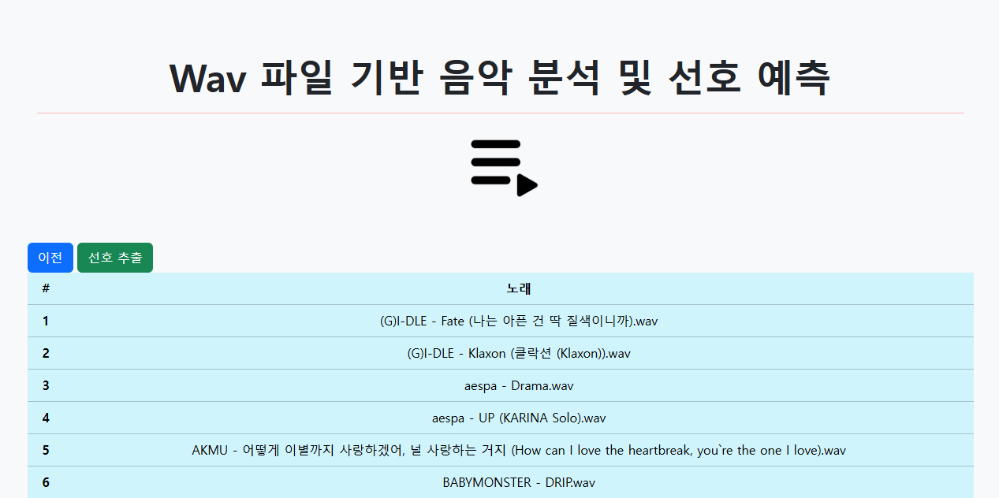 Wav 파일 기반 음악 분석 및 선호 예측
이전 선호 추출
# 노래
1 (G)I-DLE - Fate (나는 아픈 건 딱 질색이니까).wav
2 (G)I-DLE - Klaxon (클락션 (Klaxon)).wav
3 aespa - Drama.wav
4 aespa - UP (KARINA Solo).wav
5 AKMU - 어떻게 이별까지 사랑하겠어, 널 사랑하는 거지 (How can I love the heartbreak, you`re the one I love).wav
6 BABYMONSTER - DRIP.wav